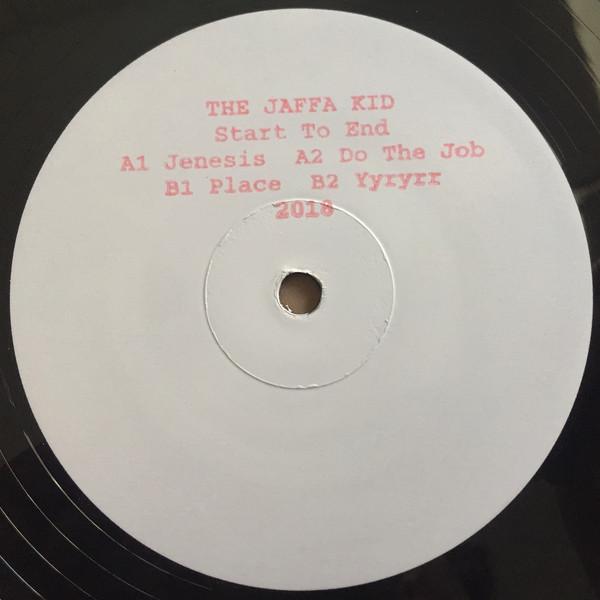 THE JAFFA KID
Start To End
A1 Jenesis A2 Do The Job
B1 Place B2 Yyryrr
2018